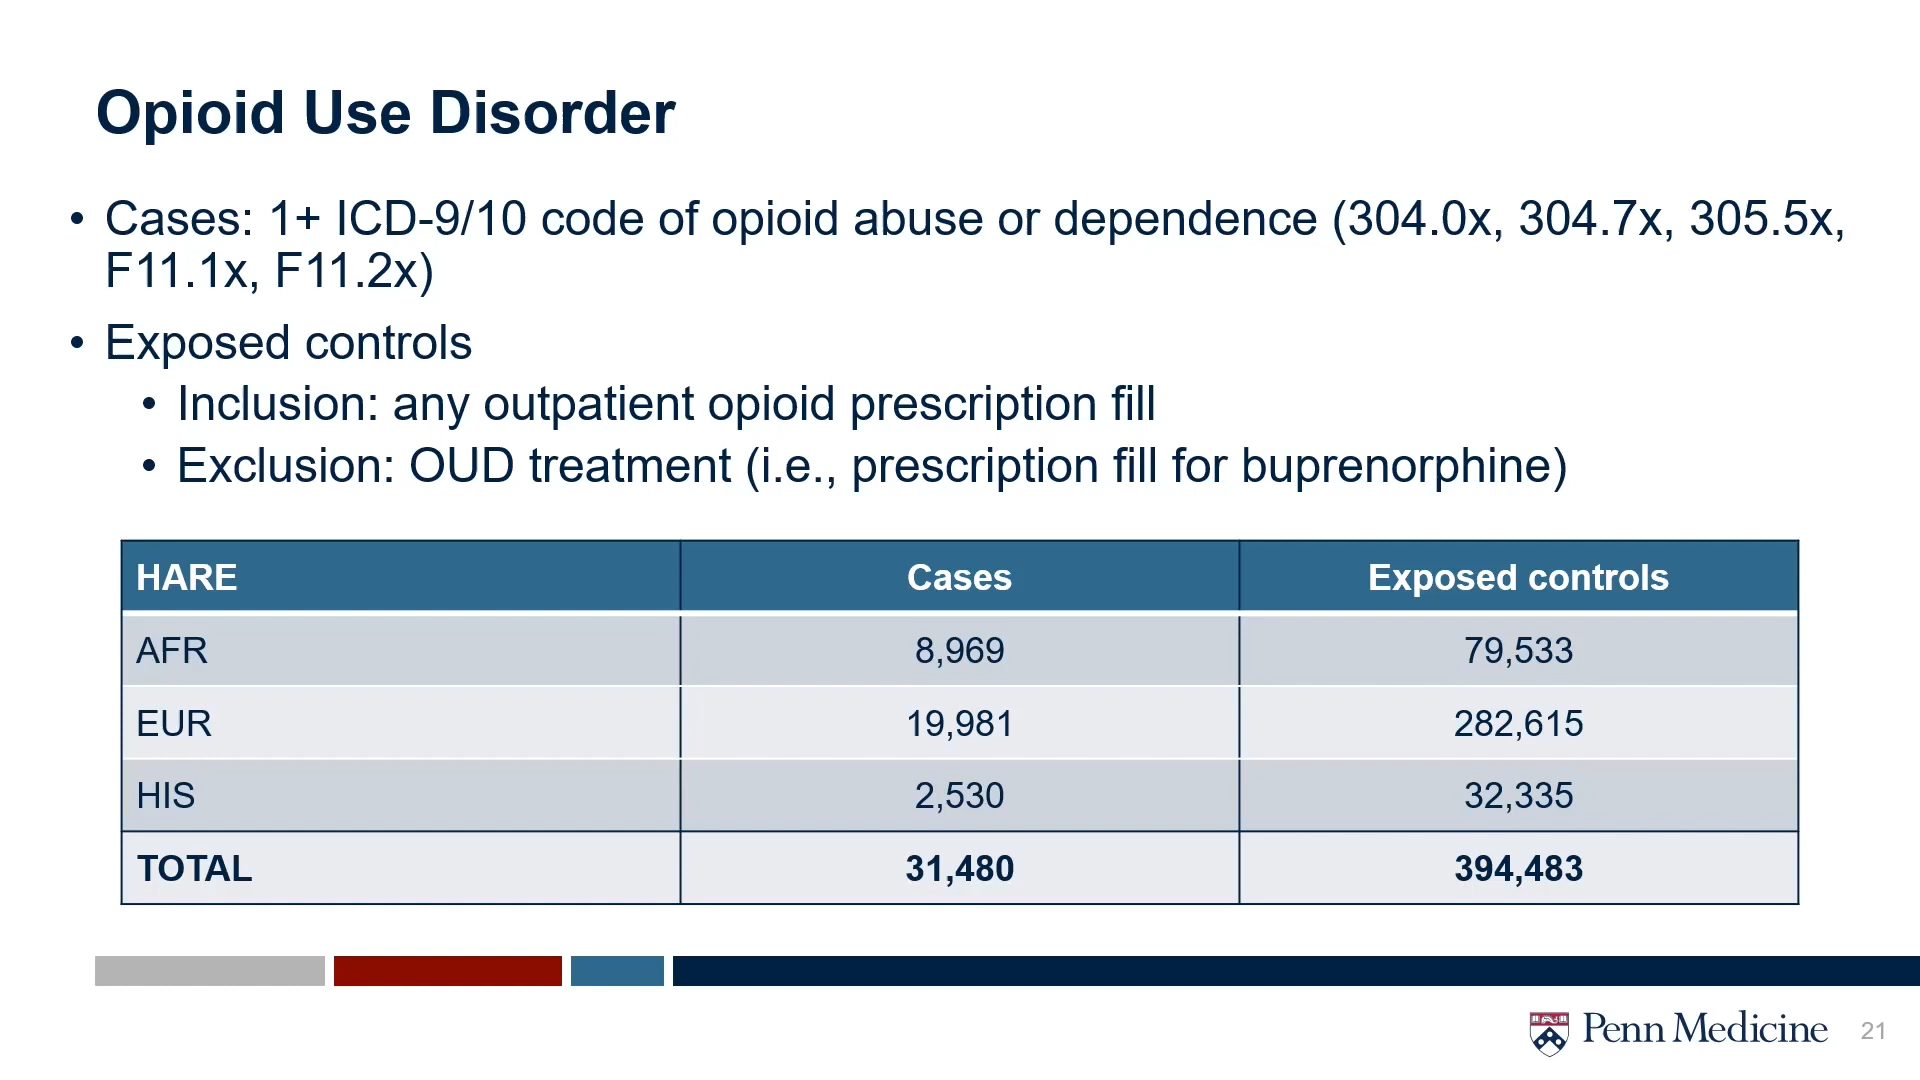 Opioid Use Disorder
• Cases: 1+ ICD-9/10 code of opioid abuse or dependence (304.0x, 304.7x, 305.5x,
F11.1x, F11.2x)
• Exposed controls
• Inclusion: any outpatient opioid prescription fill
• Exclusion: OUD treatment (i.e., prescription fill for buprenorphine)
HARE Cases Exposed controls
AFR 8,969 79,533
EUR 19,981 282,615
HIS 2,530 32,335
TOTAL 31,480 394,483
Penn Medicine 21